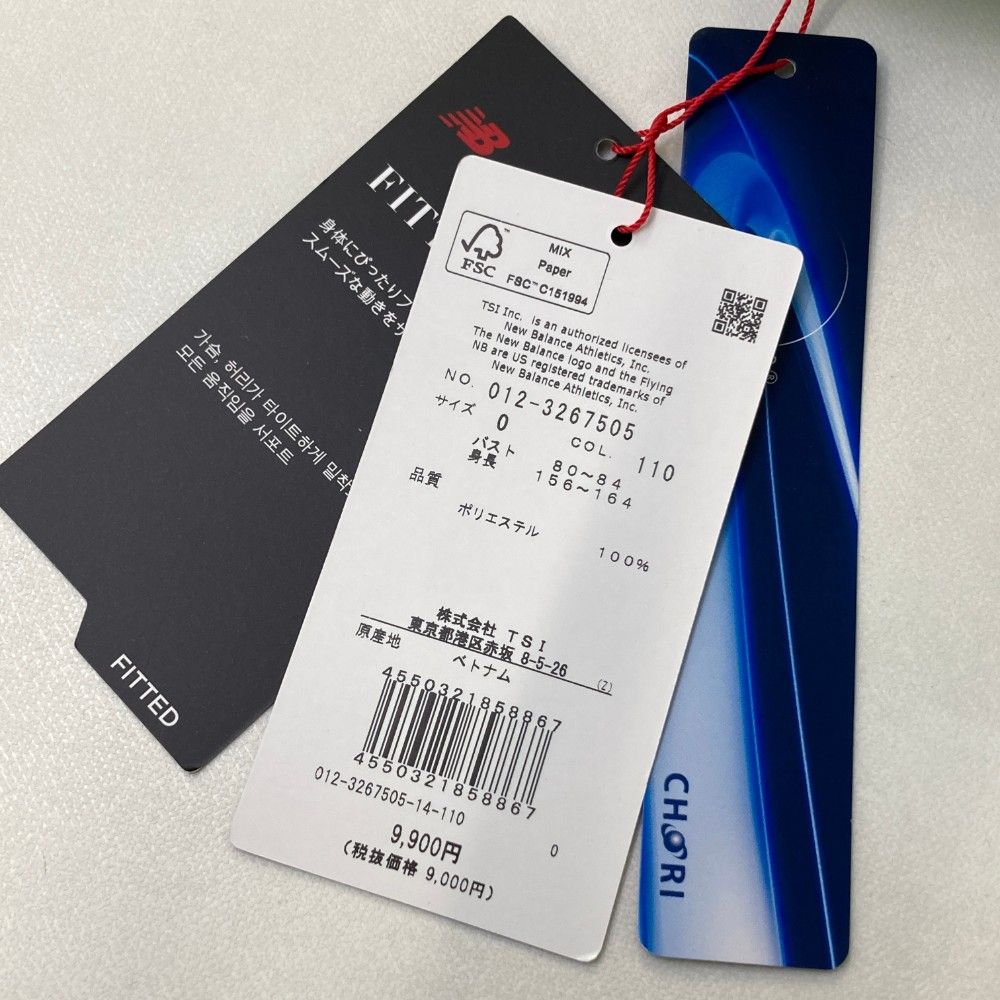 NB
FIT
身体にぴったりフ
スムーズな動きをサ
가슴, 허리가 타이트하게 밀착
모든 움직임을 서포트
FITTED
FSC
MIX
Paper
FSC™ C151994
TSI Inc. is an authorized licensees of
New Balance Athletics, Inc.
The New Balance logo and the Flying
NB are US registered trademarks of
New Balance Athletics, Inc.
NO. 012-3267505
サイズ 0 COL. 110
バスト 80～84
身長 156～164
品質
ポリエステル 100%
株式会社 TSI
東京都港区赤坂 8-5-26
原産地 ベトナム (Z)
4550321858867
4550321858867
012-3267505-14-110
9,900円 0
(税抜価格 9,000円)
CHORI